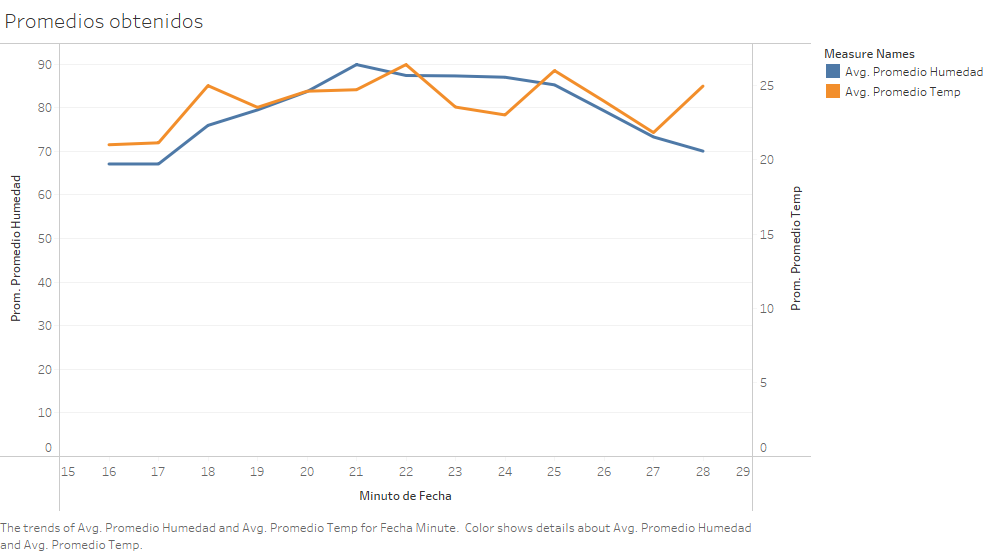 Promedios obtenidos
Measure Names
Avg. Promedio Humedad
Avg. Promedio Temp
Prom. Promedio Humedad
90
80
70
60
50
40
30
20
10
0
25
20
15
10
5
0
Prom. Promedio Temp
15 16 17 18 19 20 21 22 23 24 25 26 27 28 29
Minuto de Fecha
The trends of Avg. Promedio Humedad and Avg. Promedio Temp for Fecha Minute. Color shows details about Avg. Promedio Humedad
and Avg. Promedio Temp.